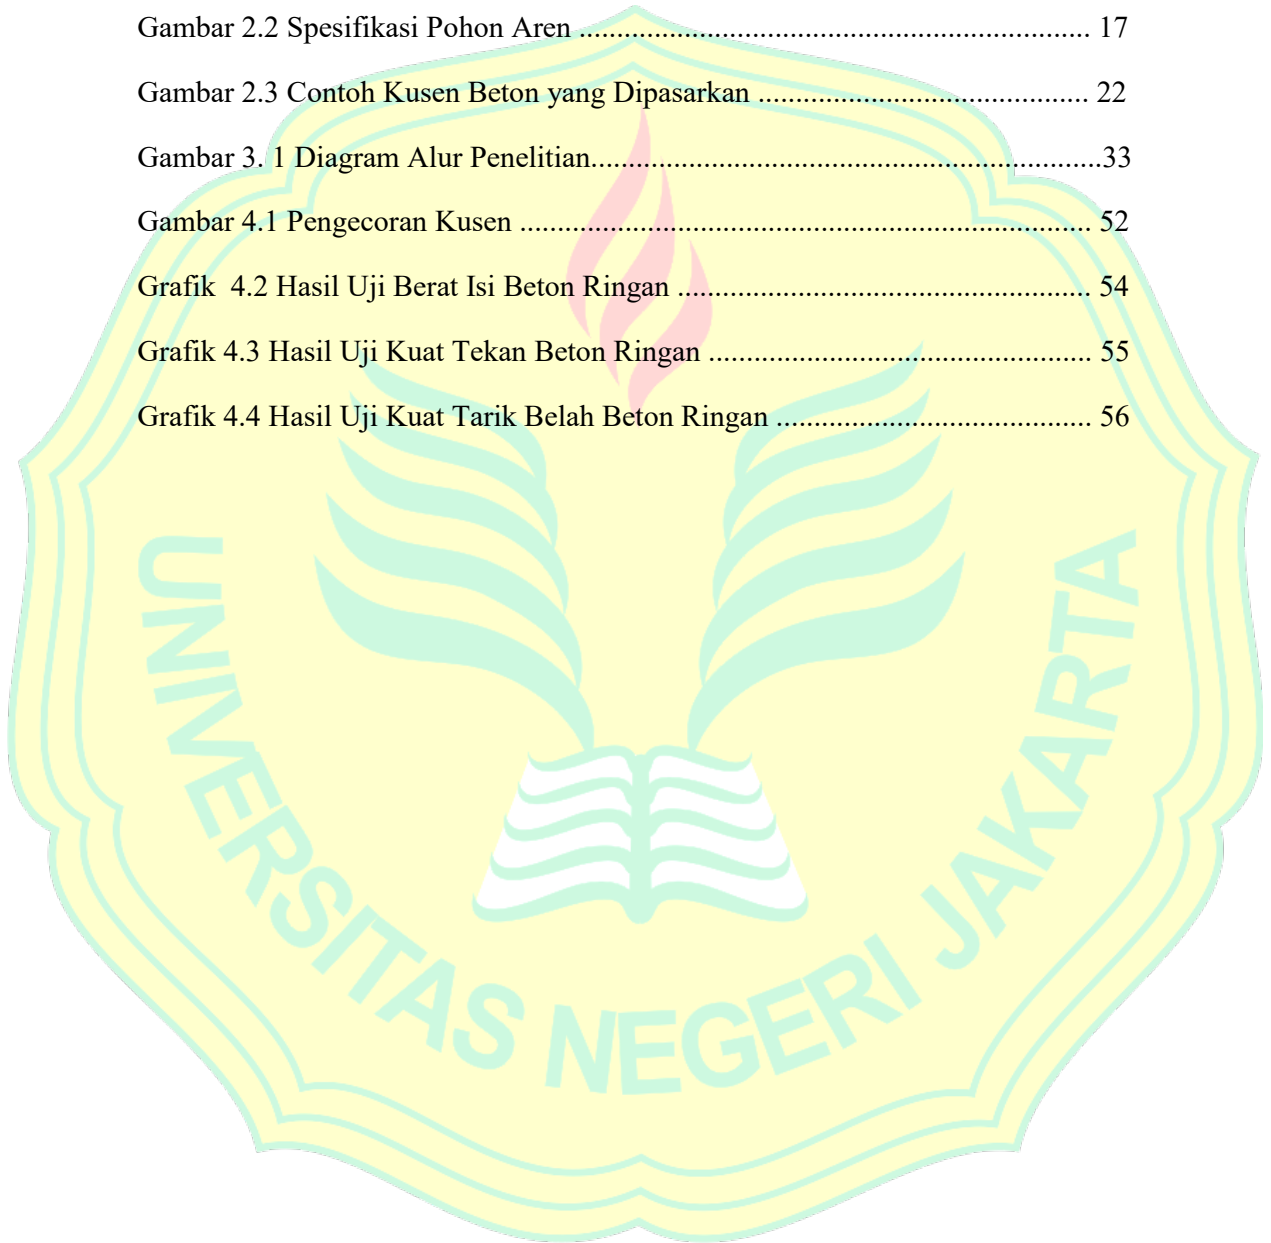 Gambar 2.2 Spesifikasi Pohon Aren ................................................................... 17
Gambar 2.3 Contoh Kusen Beton yang Dipasarkan ........................................... 22
Gambar 3. 1 Diagram Alur Penelitian...................................................................33
Gambar 4.1 Pengecoran Kusen ........................................................................... 52
Grafik  4.2 Hasil Uji Berat Isi Beton Ringan ...................................................... 54
Grafik 4.3 Hasil Uji Kuat Tekan Beton Ringan .................................................. 55
Grafik 4.4 Hasil Uji Kuat Tarik Belah Beton Ringan ......................................... 56
UNIVERSITAS NEGERI JAKARTA